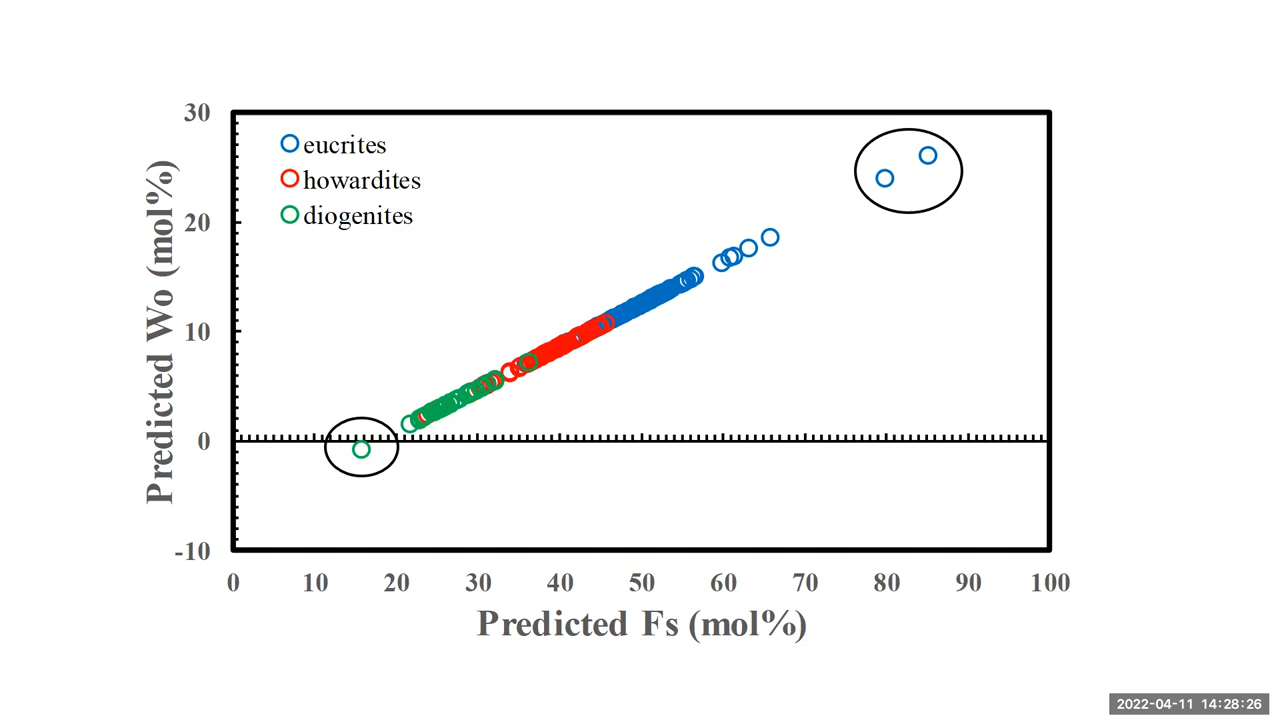 30
20
10
0
-10
eucrites
howardites
diogenites
Predicted Wo (mol%)
0 10 20 30 40 50 60 70 80 90 100
Predicted Fs (mol%)
2022-04-11 14:28:26